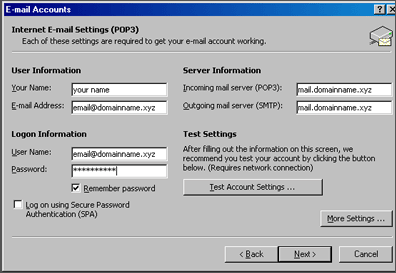 E-mail Accounts
Internet E-mail Settings (POP3)
Each of these settings are required to get your e-mail account working.
User Information
Your Name: your name
E-mail Address: email@domainname.xyz
Server Information
Incoming mail server (POP3): mail.domainname.xyz
Outgoing mail server (SMTP): mail.domainname.xyz
Logon Information
User Name: email@domainname.xyz
Password: **********
Remember password
Log on using Secure Password
Authentication (SPA)
Test Settings
After filling out the information on this screen, we
recommend you test your account by clicking the button
below. (Requires network connection)
Test Account Settings ...
More Settings ...
< Back
Next >
Cancel